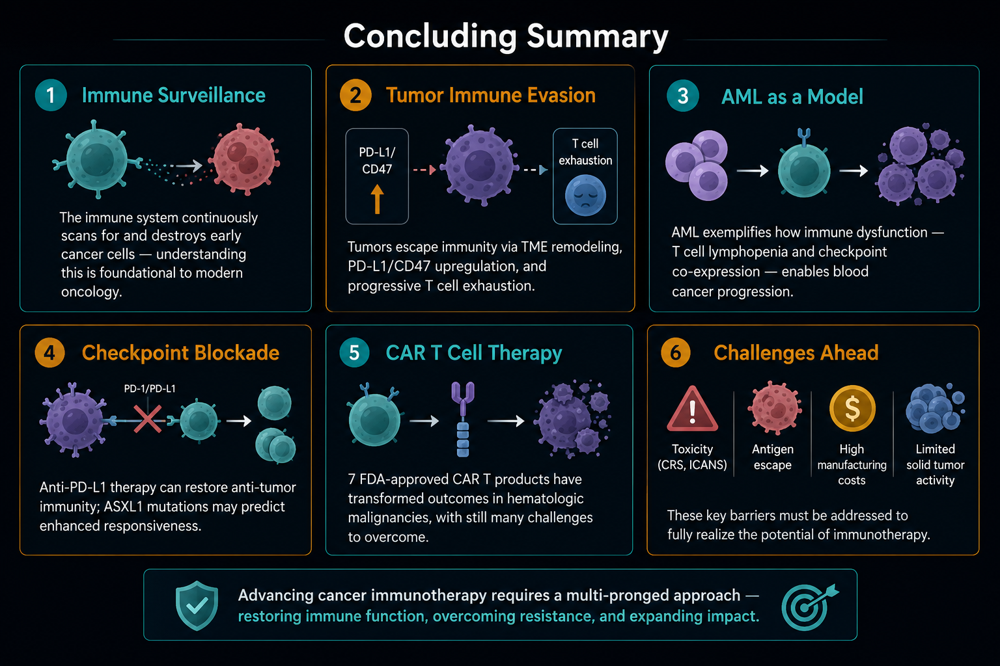 Concluding Summary
1
Immune Surveillance
The immune system continuously
scans for and destroys early
cancer cells — understanding
this is foundational to modern
oncology.
2
Tumor Immune Evasion
PD-L1/
CD47
T cell
exhaustion
Tumors escape immunity via TME remodeling,
PD-L1/CD47 upregulation, and
progressive T cell exhaustion.
3
AML as a Model
AML exemplifies how immune dysfunction —
T cell lymphopenia and checkpoint
co-expression — enables blood
cancer progression.
4
Checkpoint Blockade
PD-1/PD-L1
Anti-PD-L1 therapy can restore anti-tumor
immunity; ASXL1 mutations may predict
enhanced responsiveness.
5
CAR T Cell Therapy
7 FDA-approved CAR T products have
transformed outcomes in hematologic
malignancies, with still many challenges
to overcome.
6
Challenges Ahead
!
Toxicity
(CRS, ICANS)
Antigen
escape
$
High
manufacturing
costs
Limited
solid tumor
activity
These key barriers must be addressed to
fully realize the potential of immunotherapy.
Advancing cancer immunotherapy requires a multi-pronged approach —
restoring immune function, overcoming resistance, and expanding impact.